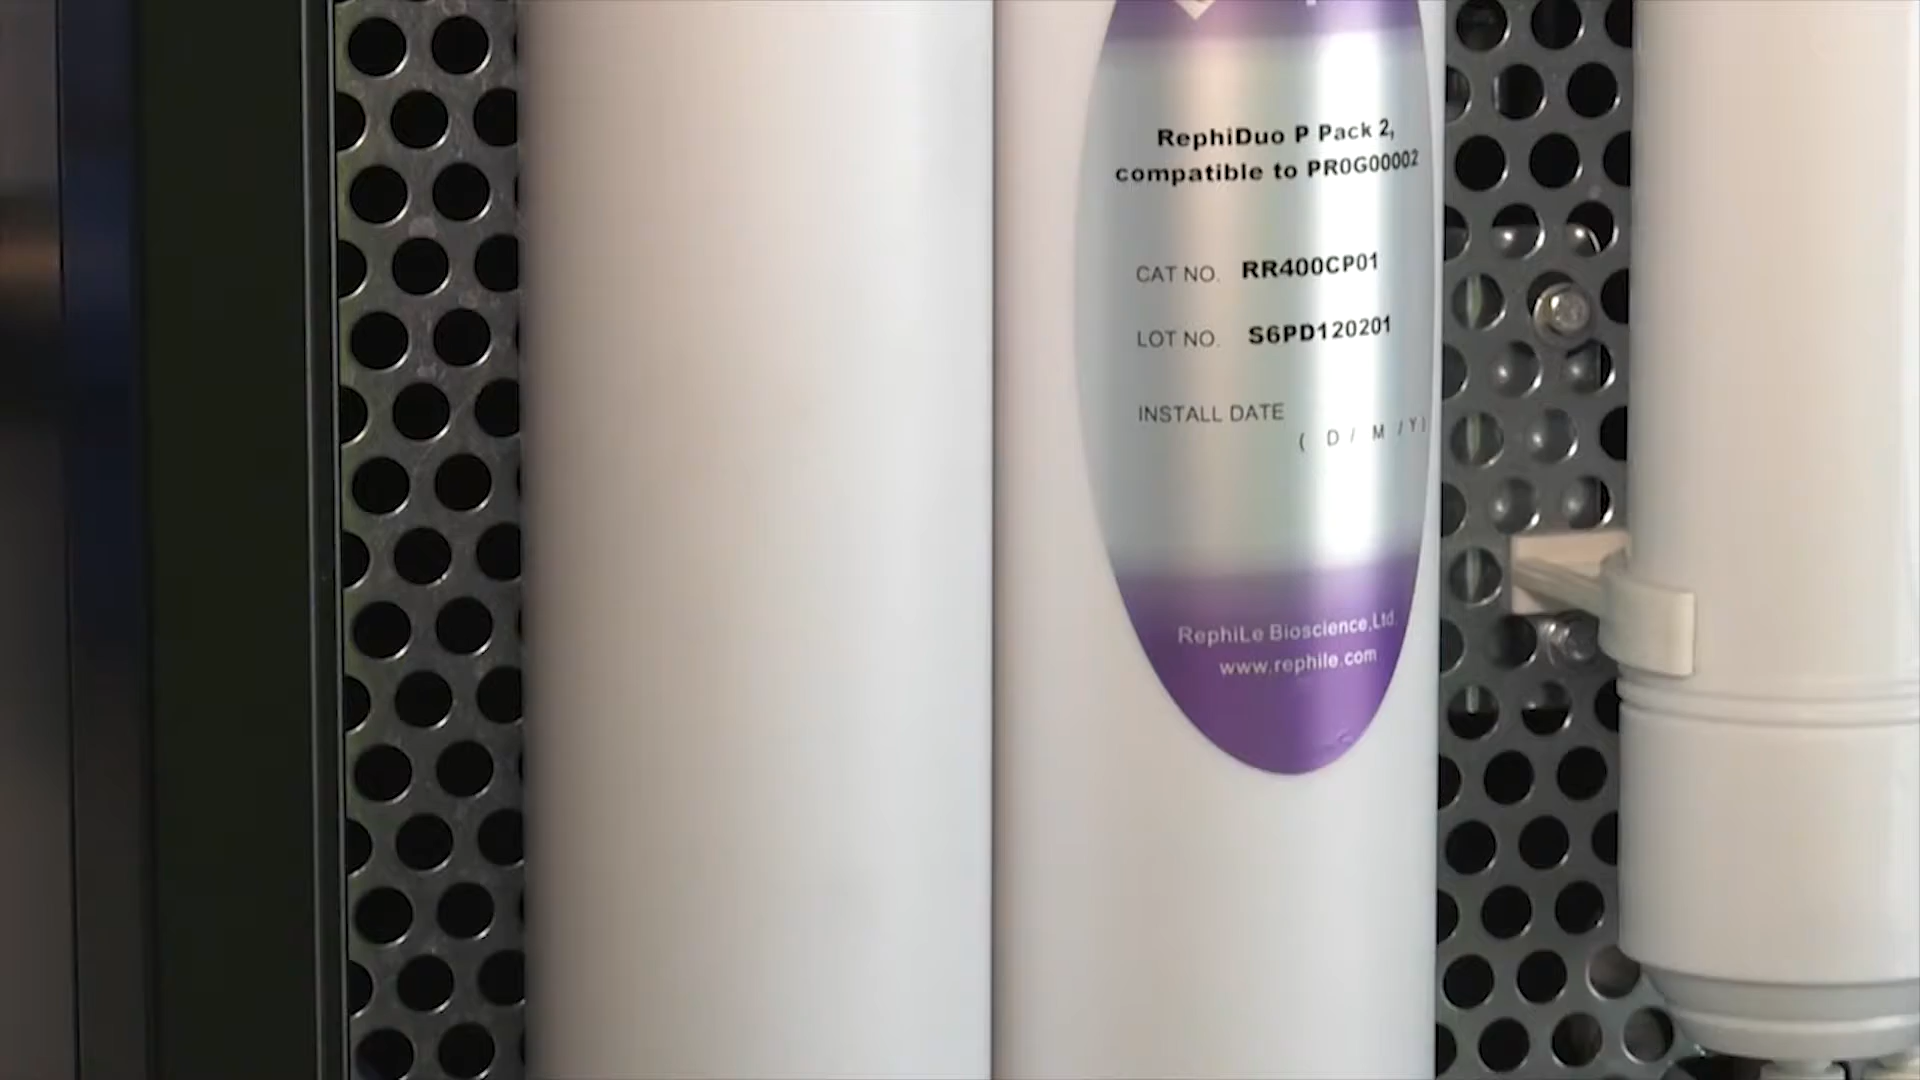 RephiDuo P Pack 2,
compatible to PR0G00002
CAT NO. RR400CP01
LOT NO. S6PD120201
INSTALL DATE
( D / M / Y )
RephiLe Bioscience,Ltd.
www.rephile.com